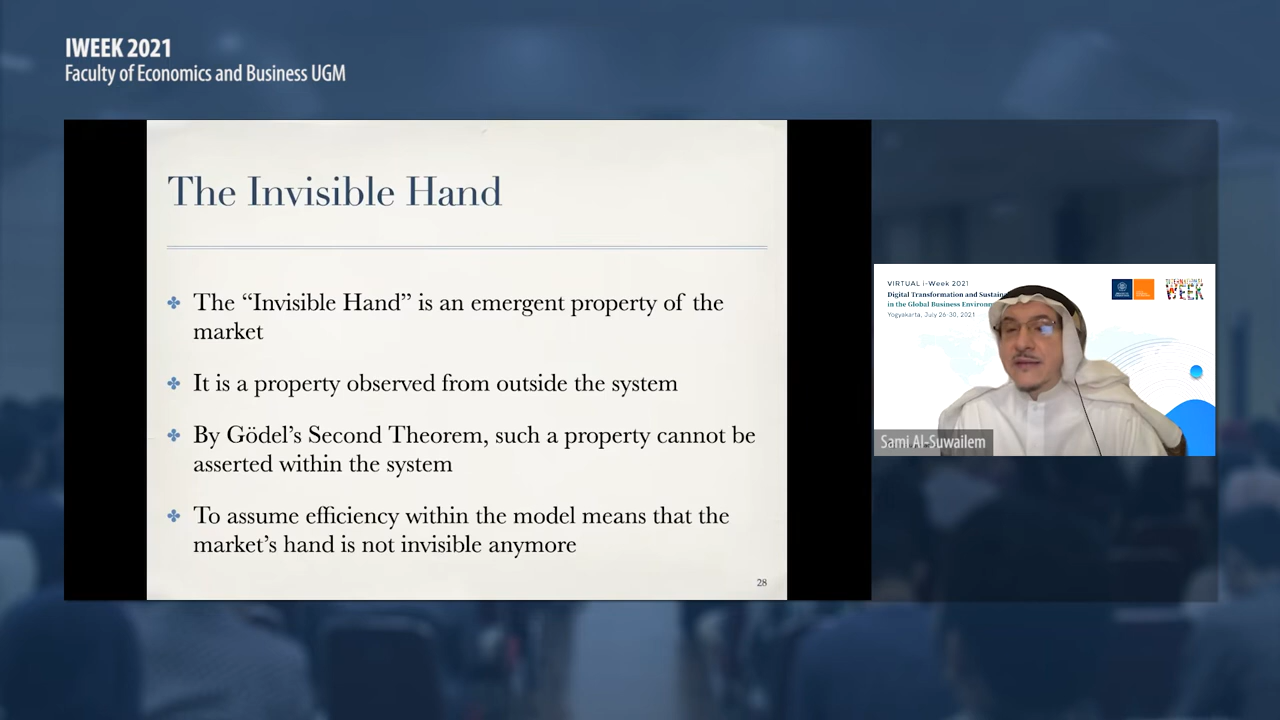 IWEEK 2021
Faculty of Economics and Business UGM
The Invisible Hand
The “Invisible Hand” is an emergent property of the
market
It is a property observed from outside the system
By Gödel’s Second Theorem, such a property cannot be
asserted within the system
To assume efficiency within the model means that the
market’s hand is not invisible anymore
28
VIRTUAL i-Week 2021
Digital Transformation and
in the Global Business
Yogyakarta, July 26-30, 2021
INTERNATIONAL
WEEK
Sami Al-Suwailem